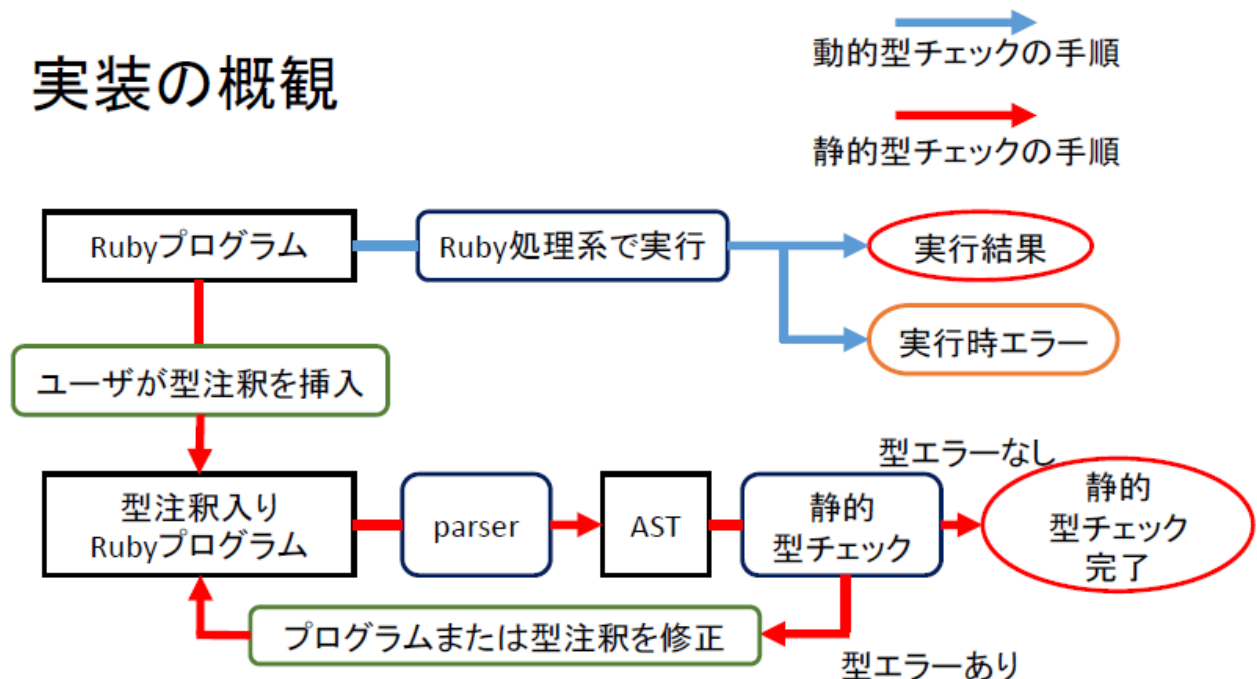 実装の概観
動的型チェックの手順
静的型チェックの手順
Rubyプログラム
Ruby処理系で実行
実行結果
実行時エラー
ユーザが型注釈を挿入
型エラーなし
型注釈入り
Rubyプログラム
parser
AST
静的
型チェック
静的
型チェック
完了
プログラムまたは型注釈を修正
型エラーあり